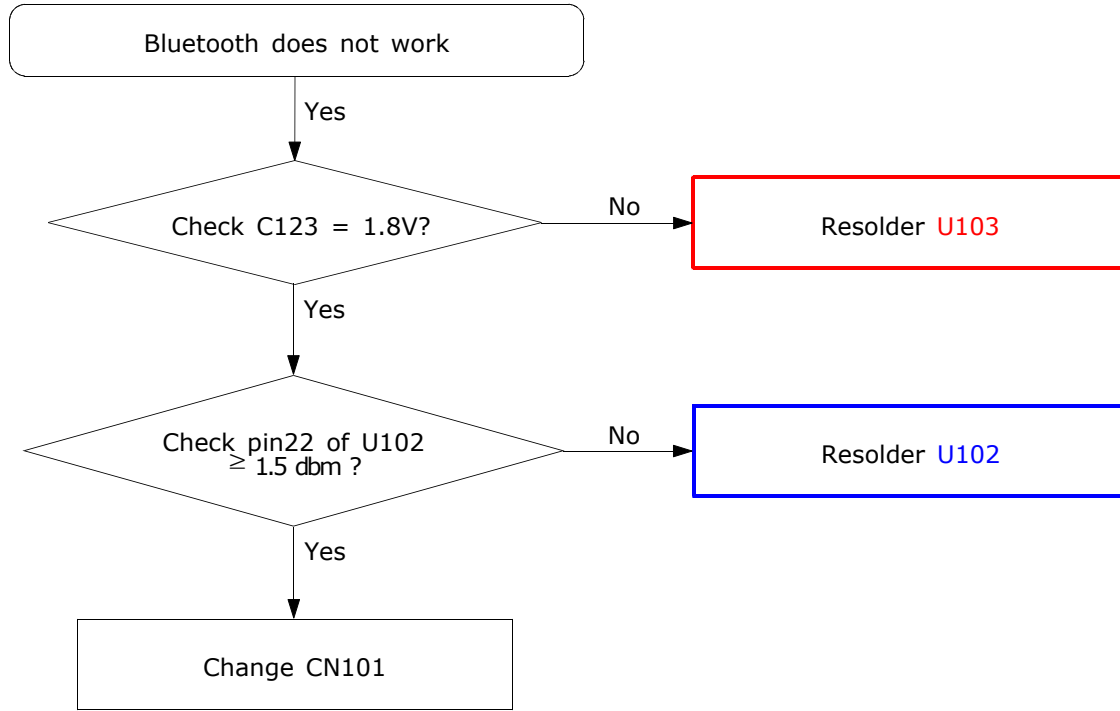 Bluetooth does not work
Yes
Check C123 = 1.8V?
No
Resolder U103
Yes
Check pin22 of U102
≥ 1.5 dbm ?
No
Resolder U102
Yes
Change CN101